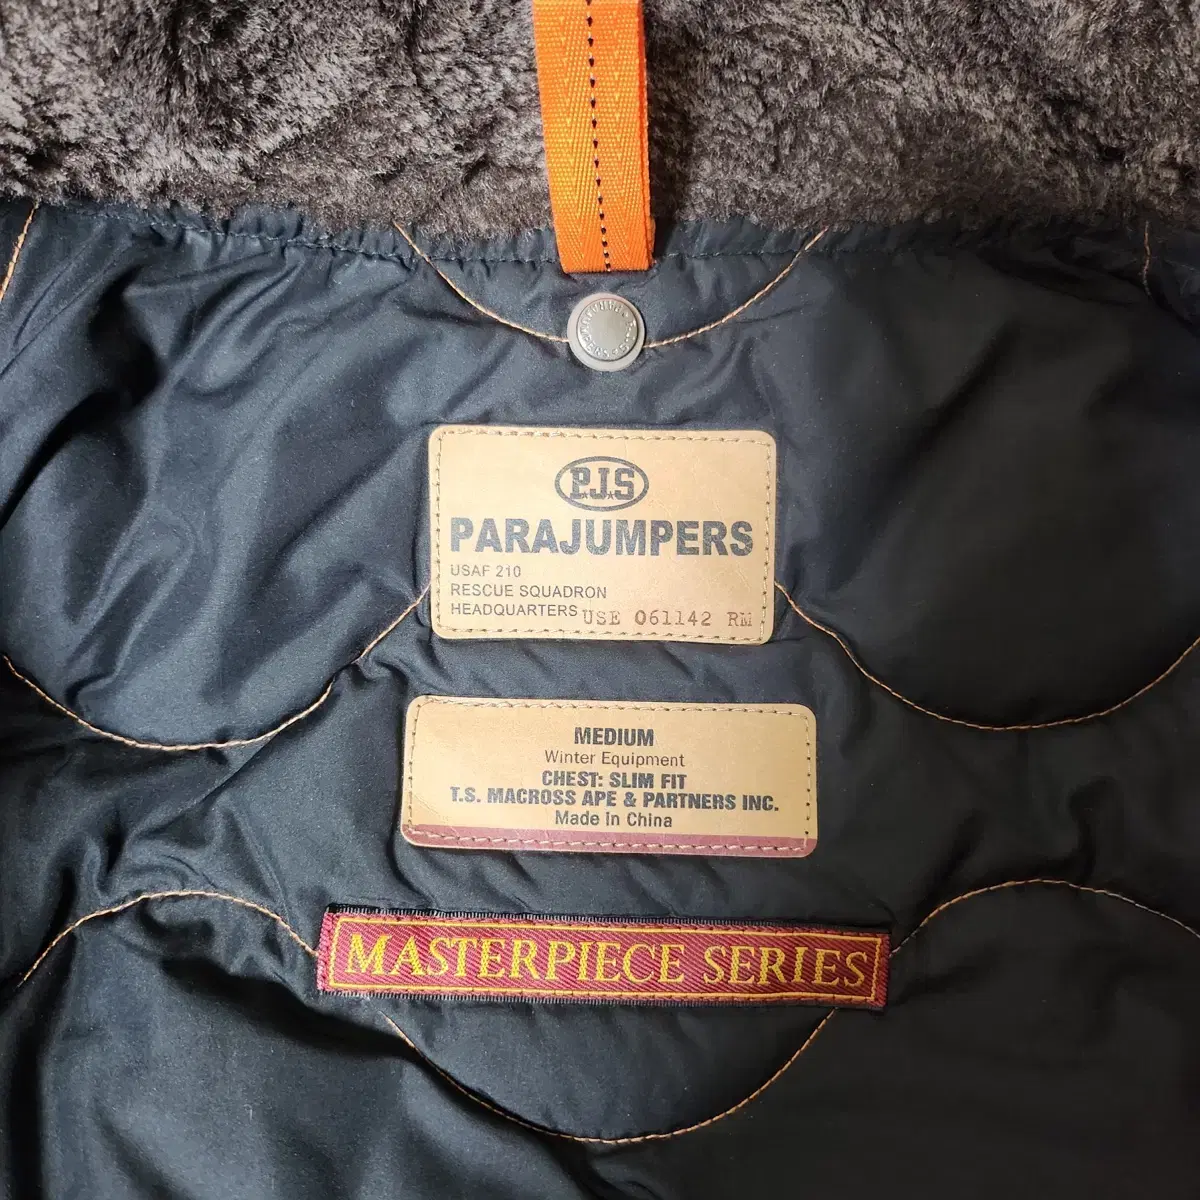 P.J.S
PARAJUMPERS
USAF 210
RESCUE SQUADRON
HEADQUARTERS USE 061142 RM
MEDIUM
Winter Equipment
CHEST: SLIM FIT
T.S. MACROSS APE & PARTNERS INC.
Made In China
MASTERPIECE SERIES